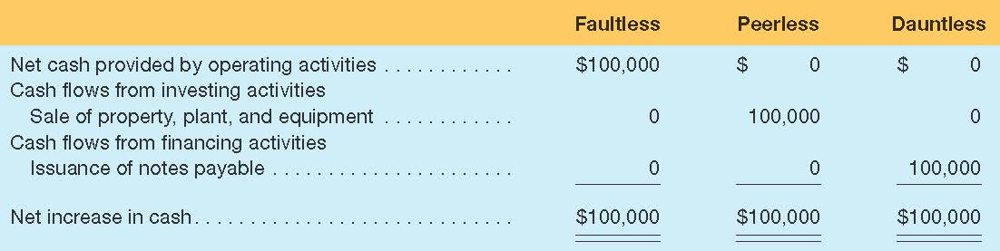 Faultless Peerless Dauntless
Net cash provided by operating activities . . . . . . . . . . . . $100,000 $ 0 $ 0
Cash flows from investing activities
Sale of property, plant, and equipment . . . . . . . . . . . . 0 100,000 0
Cash flows from financing activities
Issuance of notes payable . . . . . . . . . . . . . . . . . . . . . . . 0 0 100,000
Net increase in cash. . . . . . . . . . . . . . . . . . . . . . . . . . . . . . $100,000 $100,000 $100,000